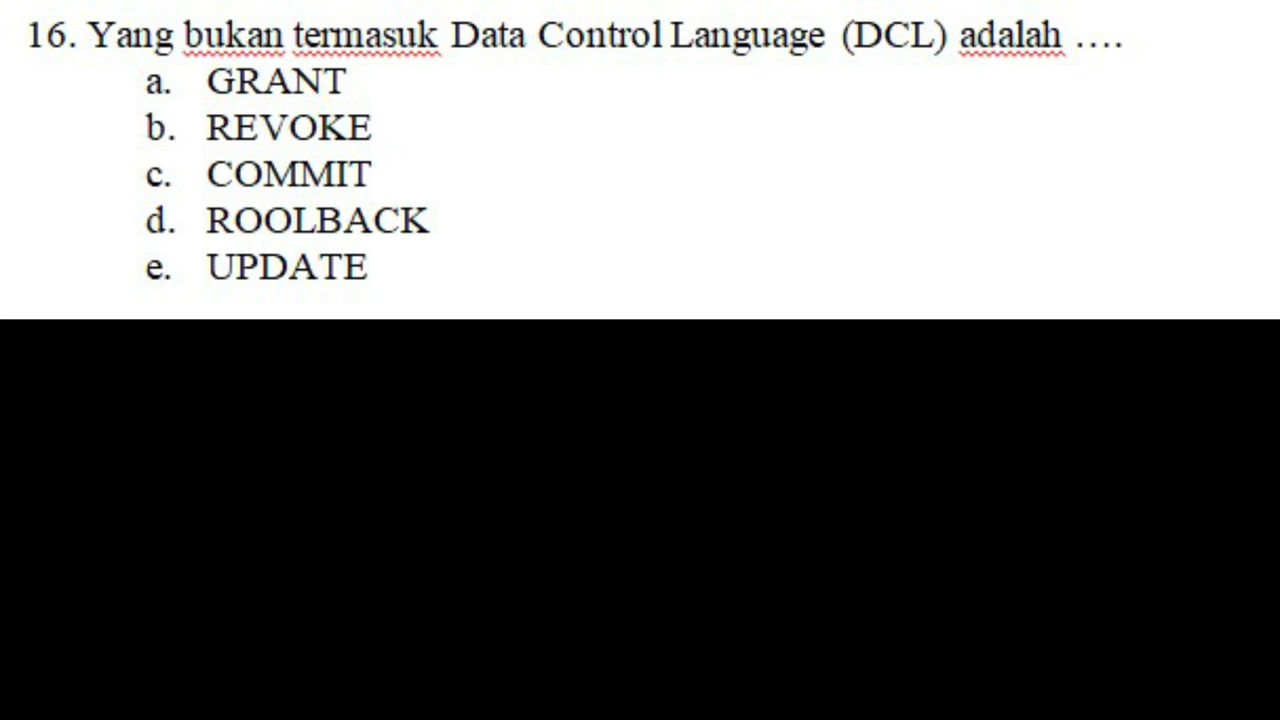 16. Yang bukan termasuk Data Control Language (DCL) adalah ....
a. GRANT
b. REVOKE
c. COMMIT
d. ROOLBACK
e. UPDATE